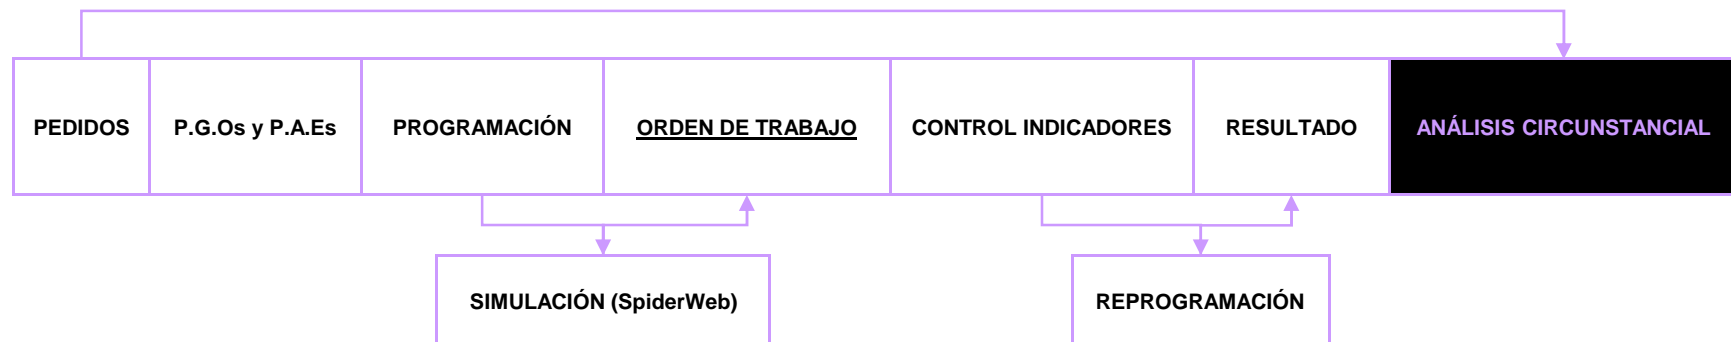 PEDIDOS
P.G.Os y P.A.Es
PROGRAMACIÓN
ORDEN DE TRABAJO
CONTROL INDICADORES
RESULTADO
ANÁLISIS CIRCUNSTANCIAL
SIMULACIÓN (SpiderWeb)
REPROGRAMACIÓN